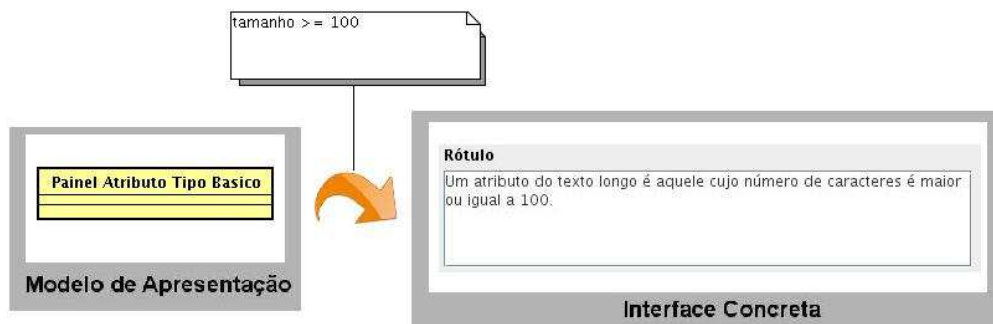 tamanho >= 100
Painel Atributo Tipo Basico
Modelo de Apresentação
Rótulo
Um atributo do texto longo é aquele cujo número de caracteres é maior
ou igual a 100.
Interface Concreta